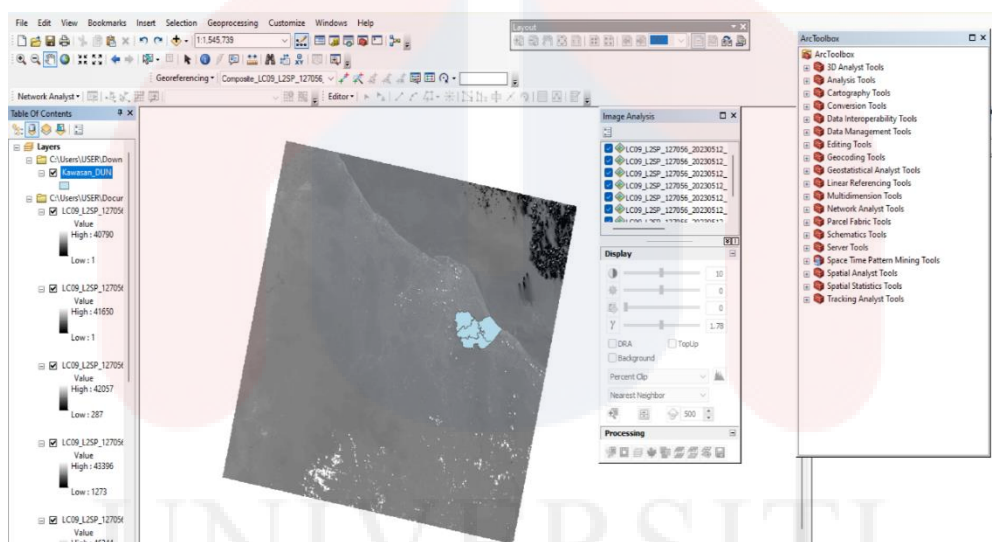 File Edit View Bookmarks Insert Selection Geoprocessing Customize Windows Help
1:1,545,739
Layout
Georeferencing Composite_LC09_L2SP_127056_
Network Analyst
Editor
Table Of Contents
Layers
C:\Users\USER\Down
Kawasan_DUN
C:\Users\USER\Docur
LC09_L2SP_12705
Value
High : 40790
Low : 1
LC09_L2SP_12705
Value
High : 41650
Low : 1
LC09_L2SP_12705
Value
High : 42057
Low : 287
LC09_L2SP_12705
Value
High : 43396
Low : 1273
LC09_L2SP_12705
Value
Image Analysis
LC09_L2SP_127056_20230512_
LC09_L2SP_127056_20230512_
LC09_L2SP_127056_20230512_
LC09_L2SP_127056_20230512_
LC09_L2SP_127056_20230512_
LC09_L2SP_127056_20230512_
Display
10
0
0
1.78
DRA TopUp
Background
Percent Clip
Nearest Neighbor
500
Processing
ArcToolbox
ArcToolbox
3D Analyst Tools
Analysis Tools
Cartography Tools
Conversion Tools
Data Interoperability Tools
Data Management Tools
Editing Tools
Geocoding Tools
Geostatistical Analyst Tools
Linear Referencing Tools
Multidimension Tools
Network Analyst Tools
Parcel Fabric Tools
Schematics Tools
Server Tools
Space Time Pattern Mining Tools
Spatial Analyst Tools
Spatial Statistics Tools
Tracking Analyst Tools
UNIVERSITI